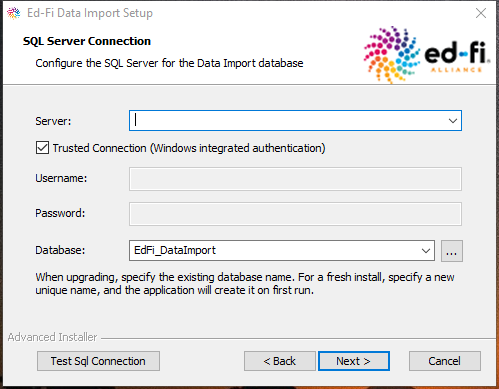 Ed-Fi Data Import Setup
SQL Server Connection
Configure the SQL Server for the Data Import database
ed-fi
ALLIANCE
Server:
Trusted Connection (Windows integrated authentication)
Username:
Password:
Database: EdFi_DataImport ...
When upgrading, specify the existing database name. For a fresh install, specify a new
unique name, and the application will create it on first run.
Advanced Installer
Test Sql Connection < Back Next > Cancel